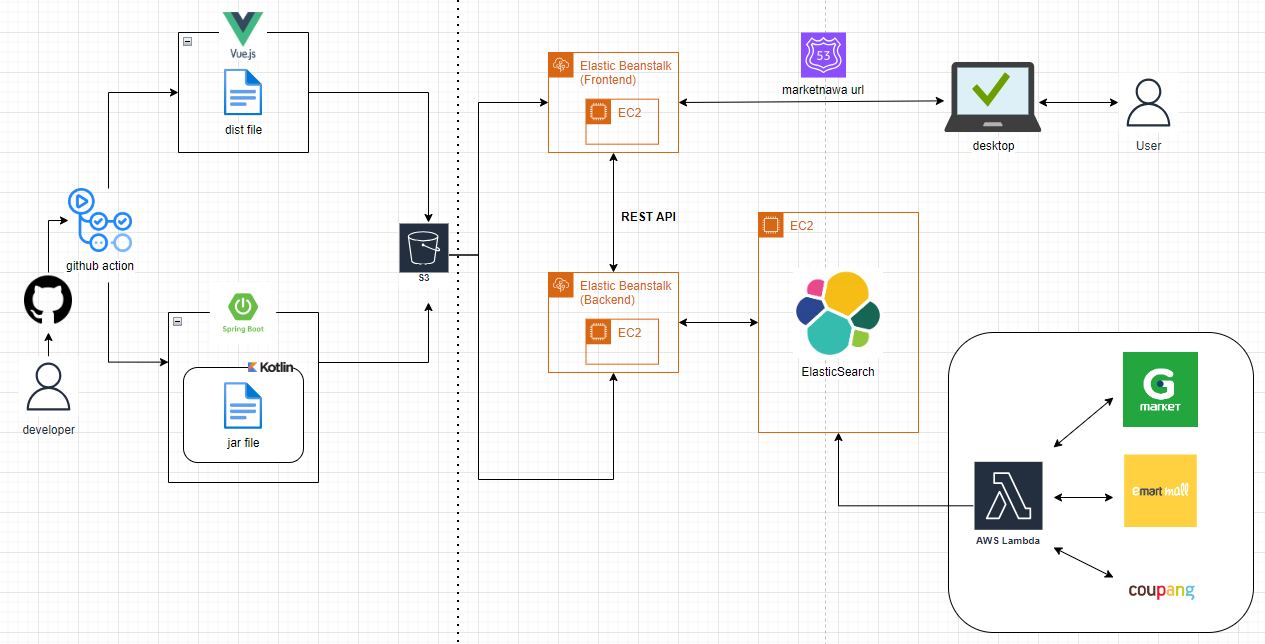 Vue.js
dist file
github action
developer
Spring Boot
Kotlin
jar file
S3
Elastic Beanstalk
(Frontend)
EC2
REST API
Elastic Beanstalk
(Backend)
EC2
53
marketnawa url
desktop
User
EC2
ElasticSearch
AWS Lambda
G
MARKET
emart mall
coupang